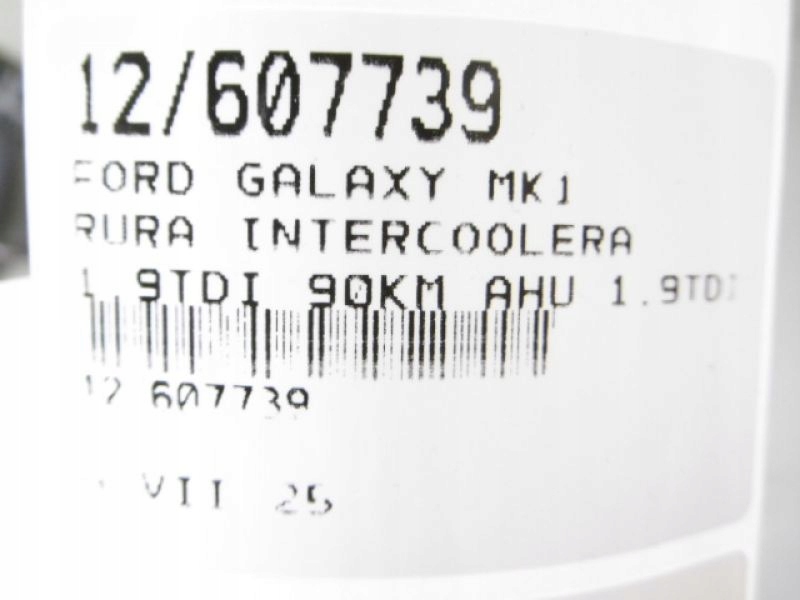 12/607739
FORD GALAXY MK1
RURA INTERCOOLERA
1.9TDI 90KM AHU 1.9TDI
12 607739
VII 25